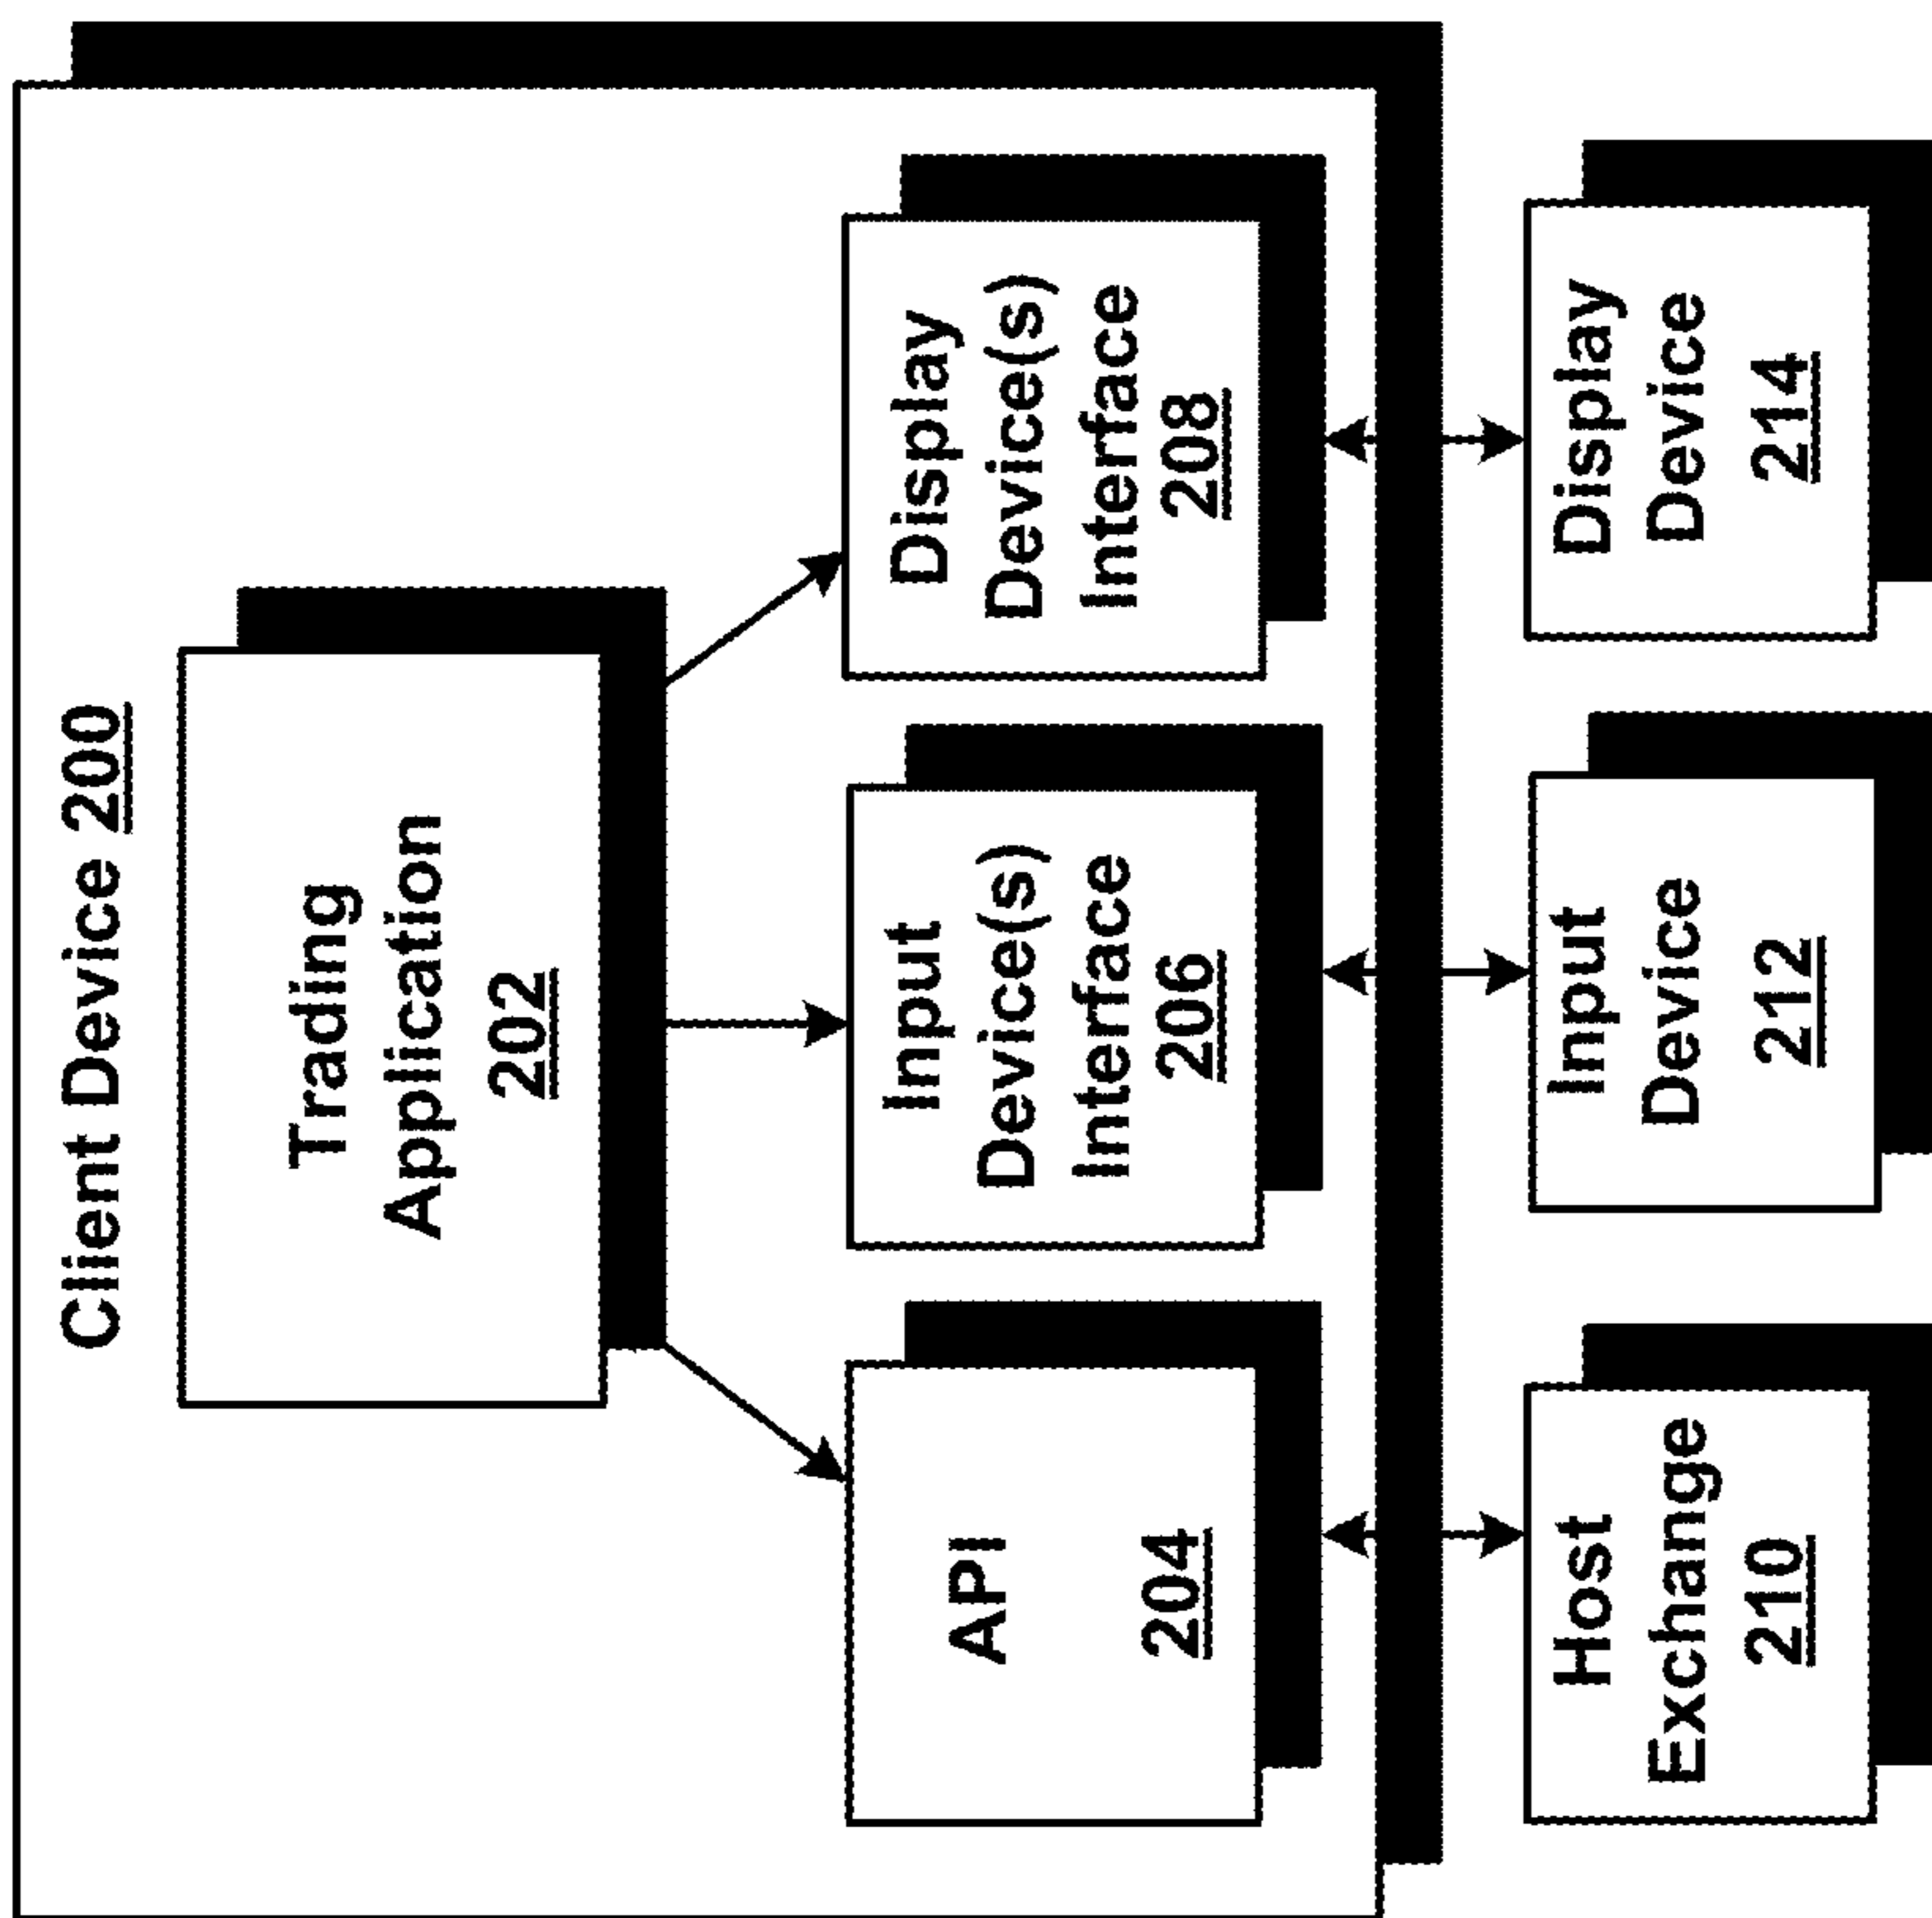 Client Device 200
Trading
Application
202
API
204
Input
Device(s)
Interface
206
Display
Device(s)
Interface
208
Host
Exchange
210
Input
Device
212
Display
Device
214